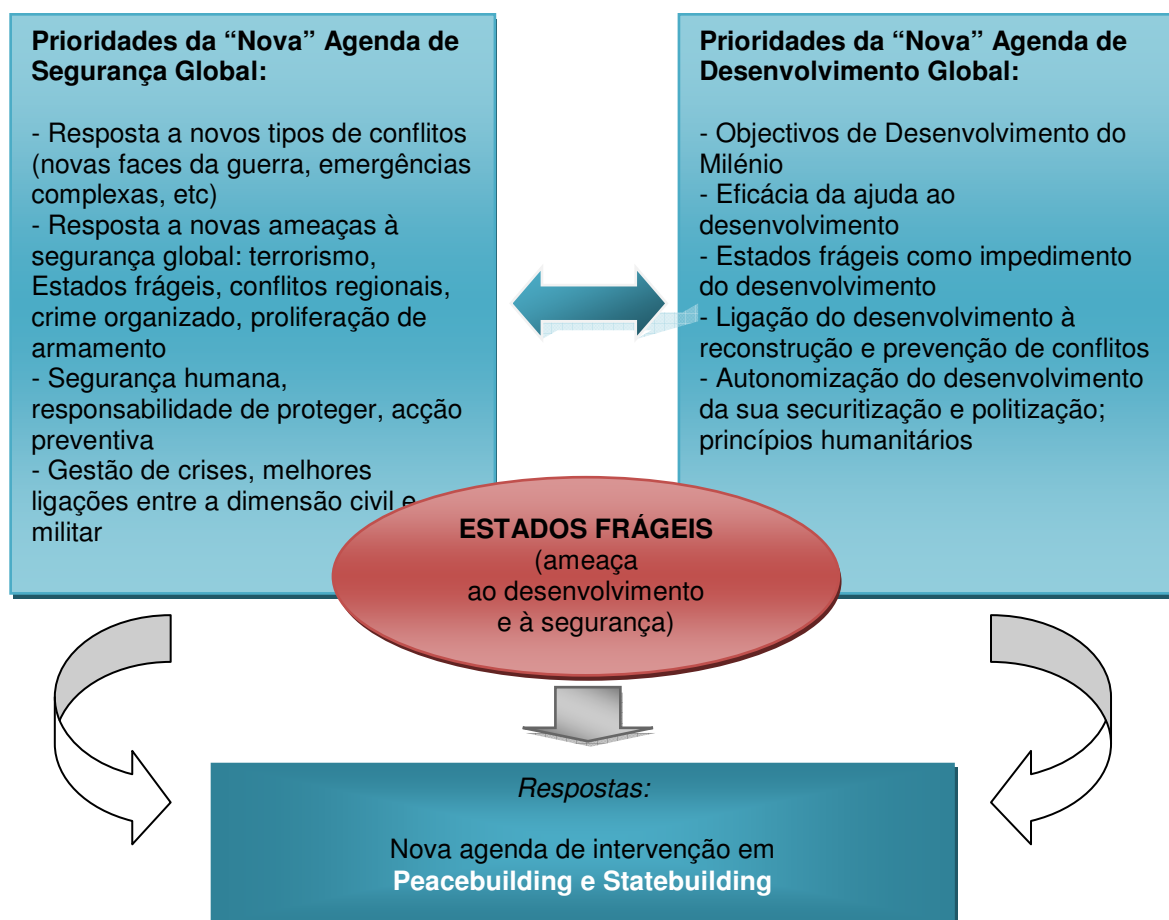 Prioridades da “Nova” Agenda de
Segurança Global:
- Resposta a novos tipos de conflitos
(novas faces da guerra, emergências
complexas, etc)
- Resposta a novas ameaças à
segurança global: terrorismo,
Estados frágeis, conflitos regionais,
crime organizado, proliferação de
armamento
- Segurança humana,
responsabilidade de proteger, acção
preventiva
- Gestão de crises, melhores
ligações entre a dimensão civil e
militar
Prioridades da “Nova” Agenda de
Desenvolvimento Global:
- Objectivos de Desenvolvimento do
Milénio
- Eficácia da ajuda ao
desenvolvimento
- Estados frágeis como impedimento
do desenvolvimento
- Ligação do desenvolvimento à
reconstrução e prevenção de conflitos
- Autonomização do desenvolvimento
da sua securitização e politização;
princípios humanitários
ESTADOS FRÁGEIS
(ameaça
ao desenvolvimento
e à segurança)
Respostas:
Nova agenda de intervenção em
Peacebuilding e Statebuilding